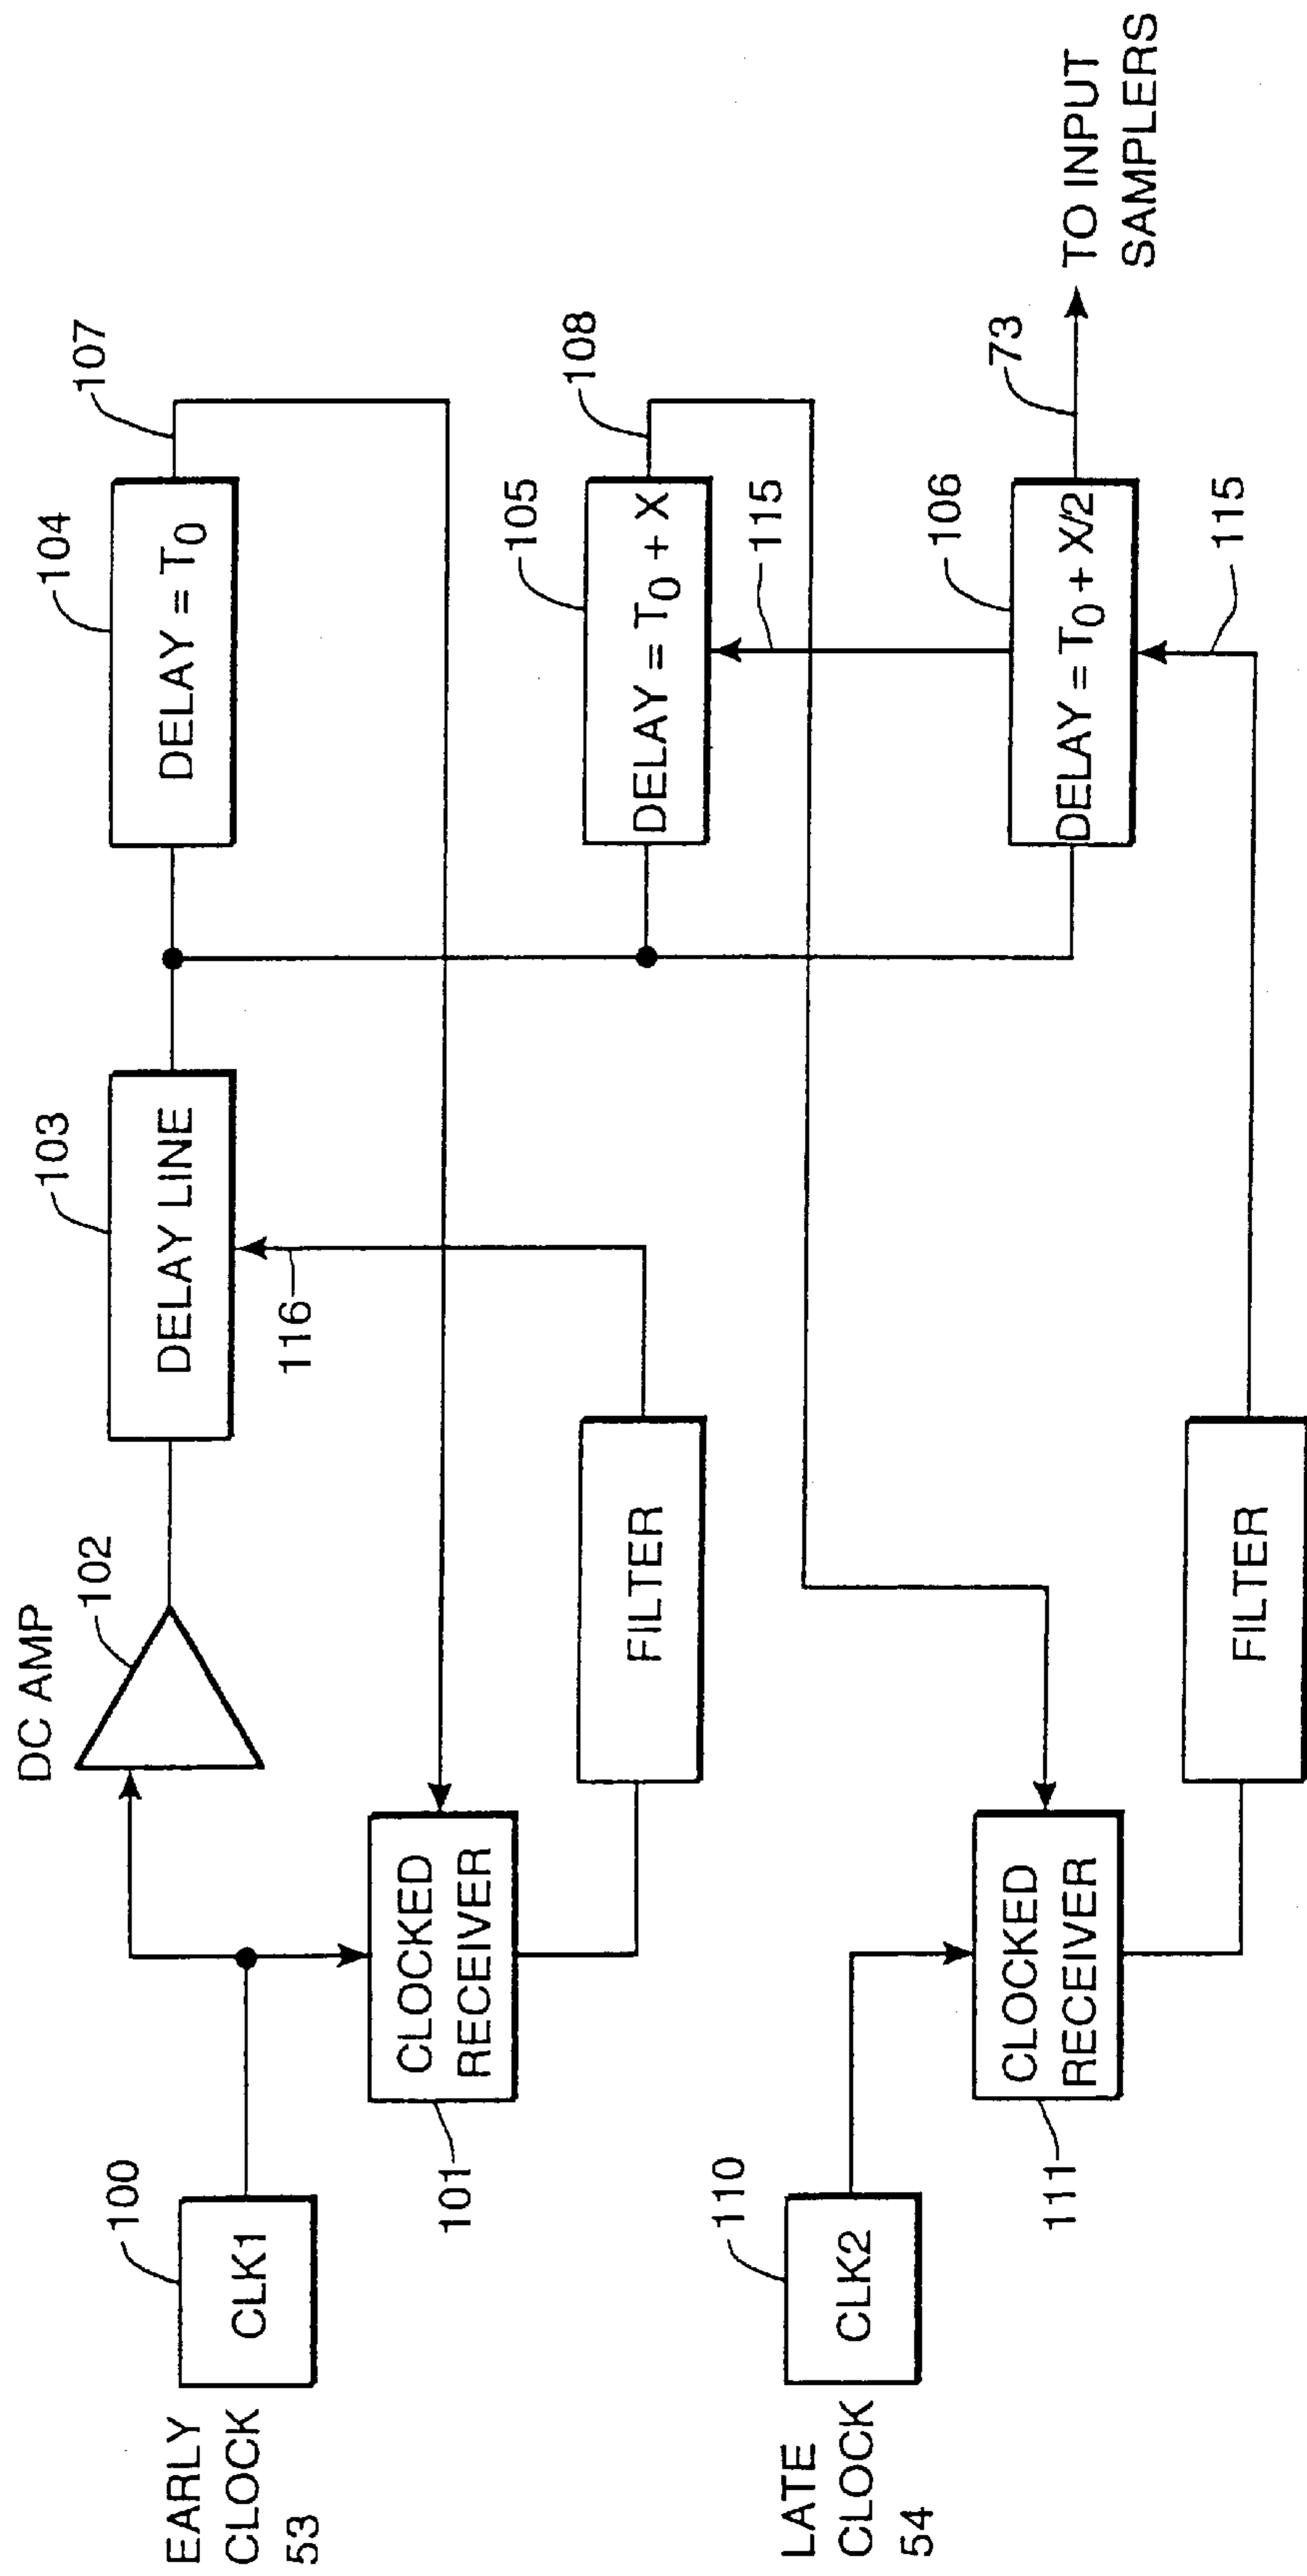 EARLY
CLOCK
53
100
CLK1
DC AMP
102
103
DELAY LINE
104
DELAY = T0
107
101
CLOCKED
RECEIVER
116
FILTER
105
DELAY = T0 + X
108
115
LATE
CLOCK
54
110
CLK2
111
CLOCKED
RECEIVER
FILTER
106
DELAY = T0 + X/2
73
TO INPUT
SAMPLERS
115